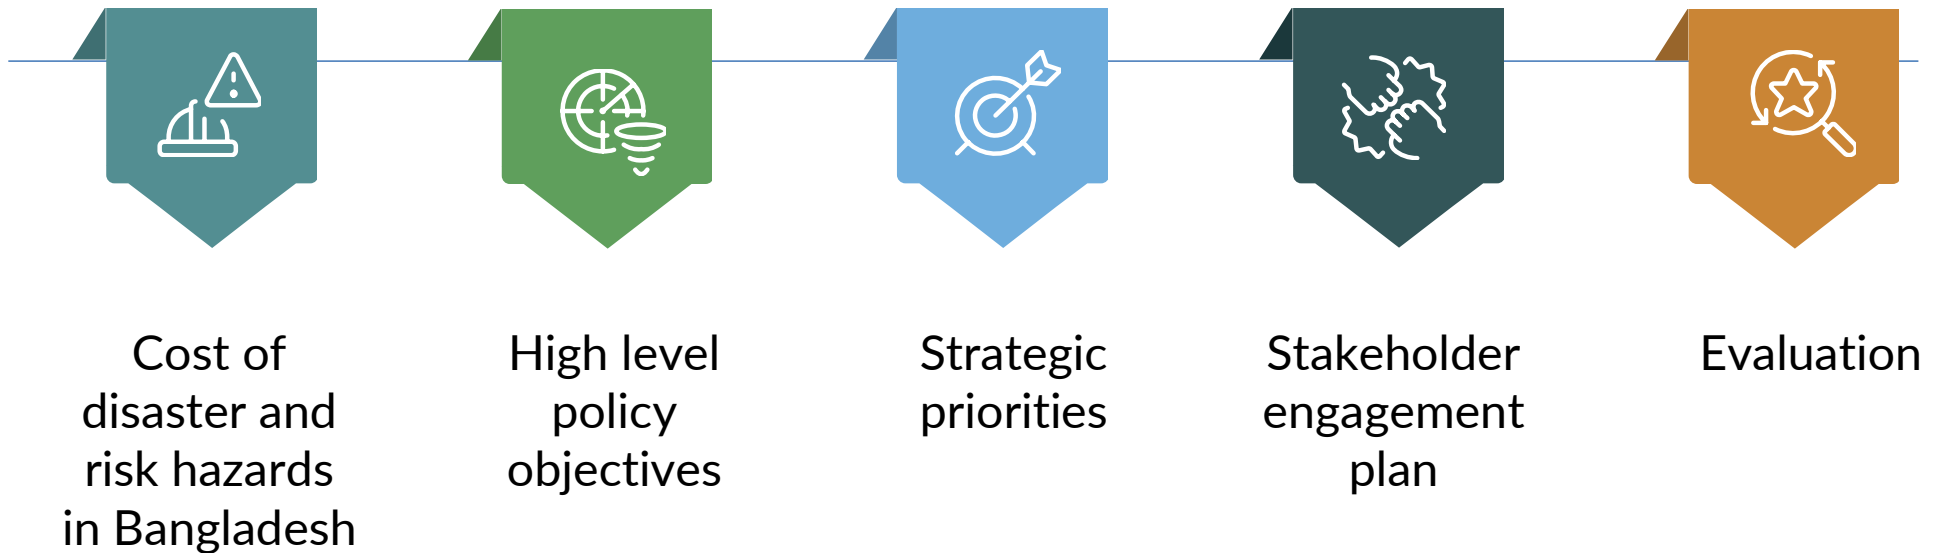 Cost of
disaster and
risk hazards
in Bangladesh
High level
policy
objectives
Strategic
priorities
Stakeholder
engagement
plan
Evaluation